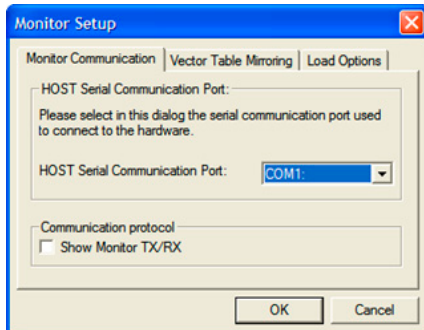 Monitor Setup
Monitor Communication Vector Table Mirroring Load Options
HOST Serial Communication Port:
Please select in this dialog the serial communication port used
to connect to the hardware.
HOST Serial Communication Port: COM1:
Communication protocol
Show Monitor TX/RX
OK Cancel